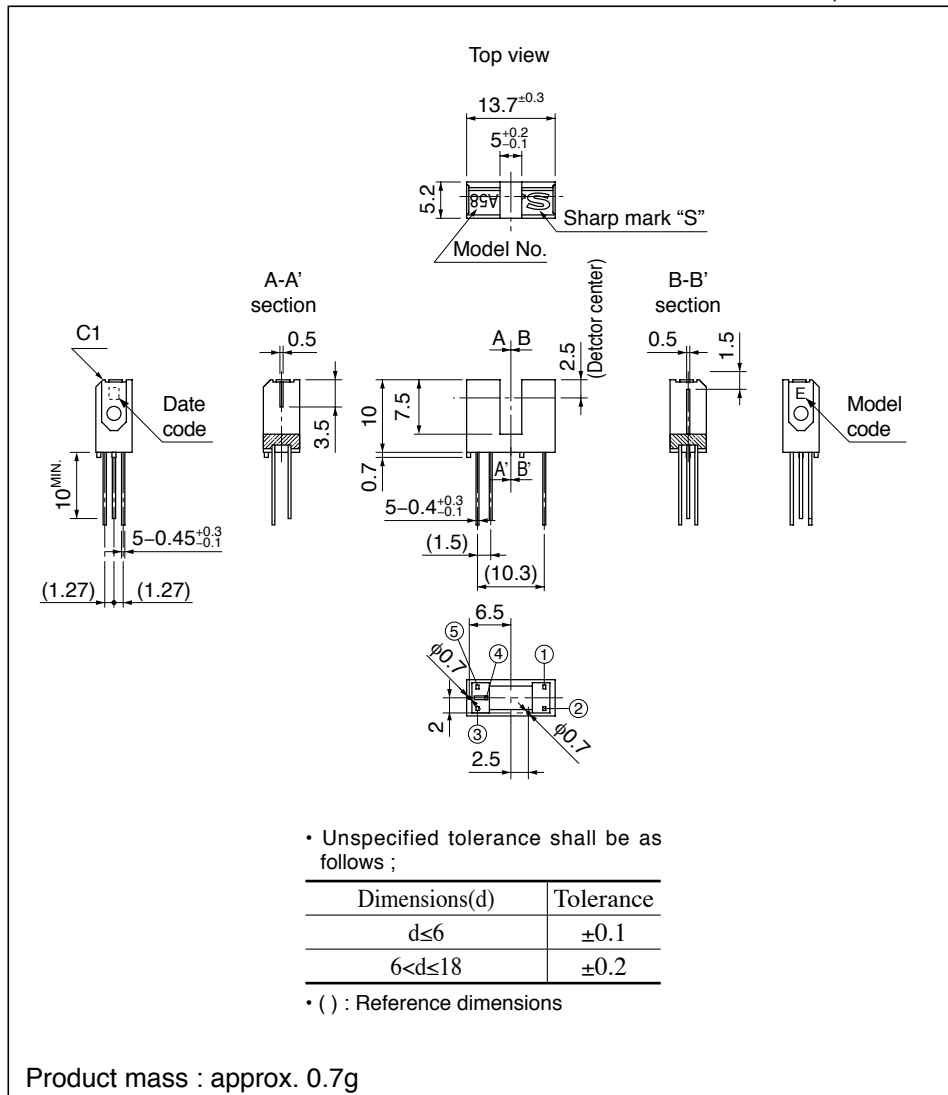 Top view
13.7±0.3
5+0.2−0.1
5.2
A58
S
Sharp mark “S”
Model No.
A-A’
section
B-B’
section
(Detctor center)
C1
0.5
A B
2.5
0.5
1.5
Date
code
3.5
10
7.5
E
Model
code
10MIN.
0.7
A’ B’
5−0.4+0.3−0.1
5−0.45+0.3−0.1
(1.5)
(1.27) (1.27)
(10.3)
6.5
φ0.7
⑤
④
①
②
③
2
φ0.7
2.5
• Unspecified tolerance shall be as
follows ;
Dimensions(d) Tolerance
d≤6 ±0.1
6<d≤18 ±0.2
• ( ) : Reference dimensions
Product mass : approx. 0.7g